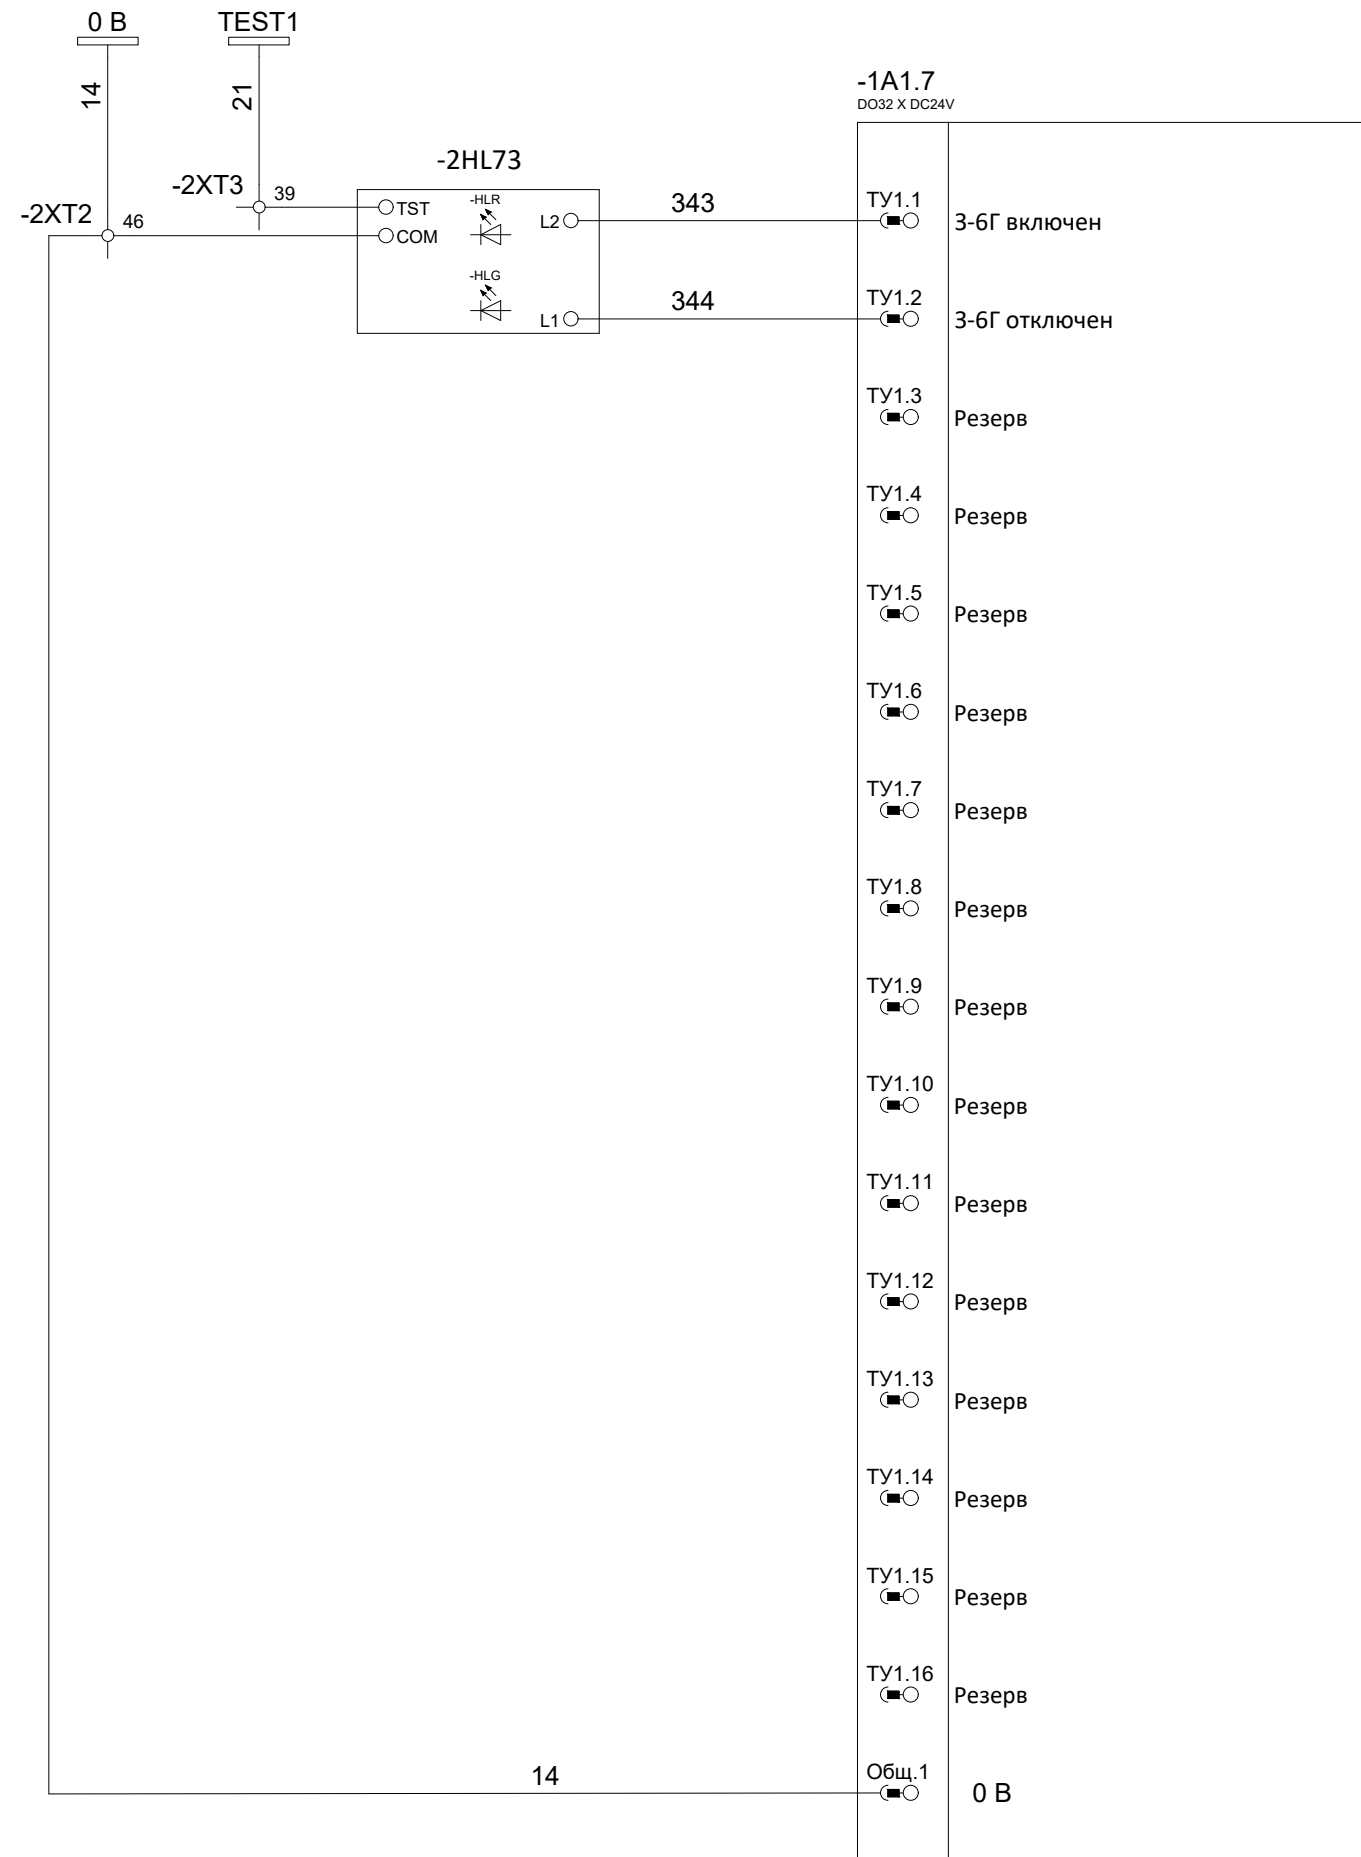 0 В
TEST1
14
21
-1A1.7
DO32 X DC24V
-2HL73
-2XT3
39
-2XT2
46
TST
COM
-HLR
L2
-HLG
L1
343
344
ТУ1.1
З-6Г включен
ТУ1.2
З-6Г отключен
ТУ1.3
Резерв
ТУ1.4
Резерв
ТУ1.5
Резерв
ТУ1.6
Резерв
ТУ1.7
Резерв
ТУ1.8
Резерв
ТУ1.9
Резерв
ТУ1.10
Резерв
ТУ1.11
Резерв
ТУ1.12
Резерв
ТУ1.13
Резерв
ТУ1.14
Резерв
ТУ1.15
Резерв
ТУ1.16
Резерв
14
Общ.1
0 В